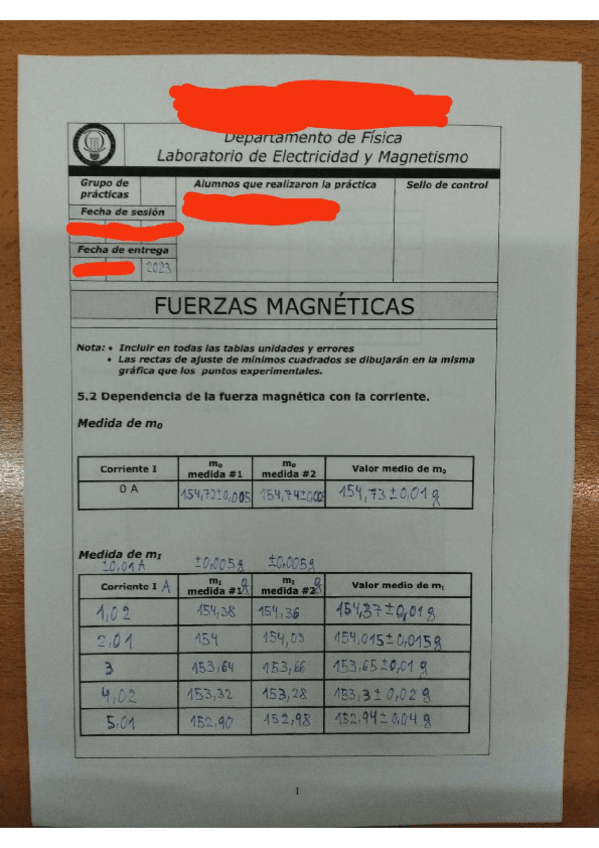 Departamento de Física
Laboratorio de Electricidad y Magnetismo
Grupo de prácticas
Alumnos que realizaron la práctica
Sello de control
Fecha de sesión
Fecha de entrega
2023
FUERZAS MAGNÉTICAS
Nota: • Incluir en todas las tablas unidades y errores
• Las rectas de ajuste de mínimos cuadrados se dibujarán en la misma
gráfica que los puntos experimentales.
5.2 Dependencia de la fuerza magnética con la corriente.
Medida de m₀
Corriente I m₀ medida #1 m₀ medida #2 Valor medio de m₀
0 A 154,72±0,005 154,74±0,00 154,73±0,01 g
Medida de mI
±0.01 A ±0.005g ±0.005g
Corriente I A mI medida #1 g mI medida #2 g Valor medio de mI
1,02 154,38 154,36 154,37±0,01 g
2,01 154 154,03 154,015±0,015g
3 153,64 153,66 153,65±0,01 g
4,02 153,32 153,28 153,3±0,02 g
5,01 152,90 152,98 152,94±0,04 g
1